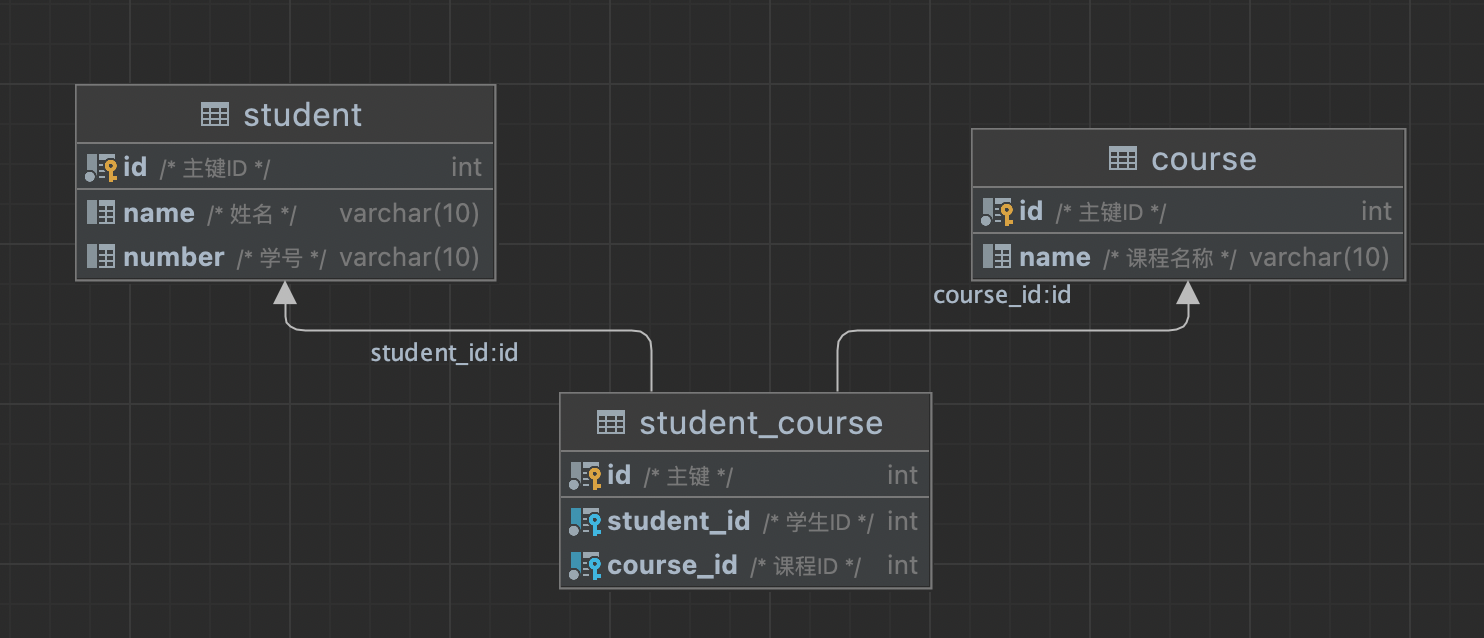 student
id /* 主键ID */ int
name /* 姓名 */ varchar(10)
number /* 学号 */ varchar(10)
course
id /* 主键ID */ int
name /* 课程名称 */ varchar(10)
course_id:id
student_id:id
student_course
id /* 主键 */ int
student_id /* 学生ID */ int
course_id /* 课程ID */ int